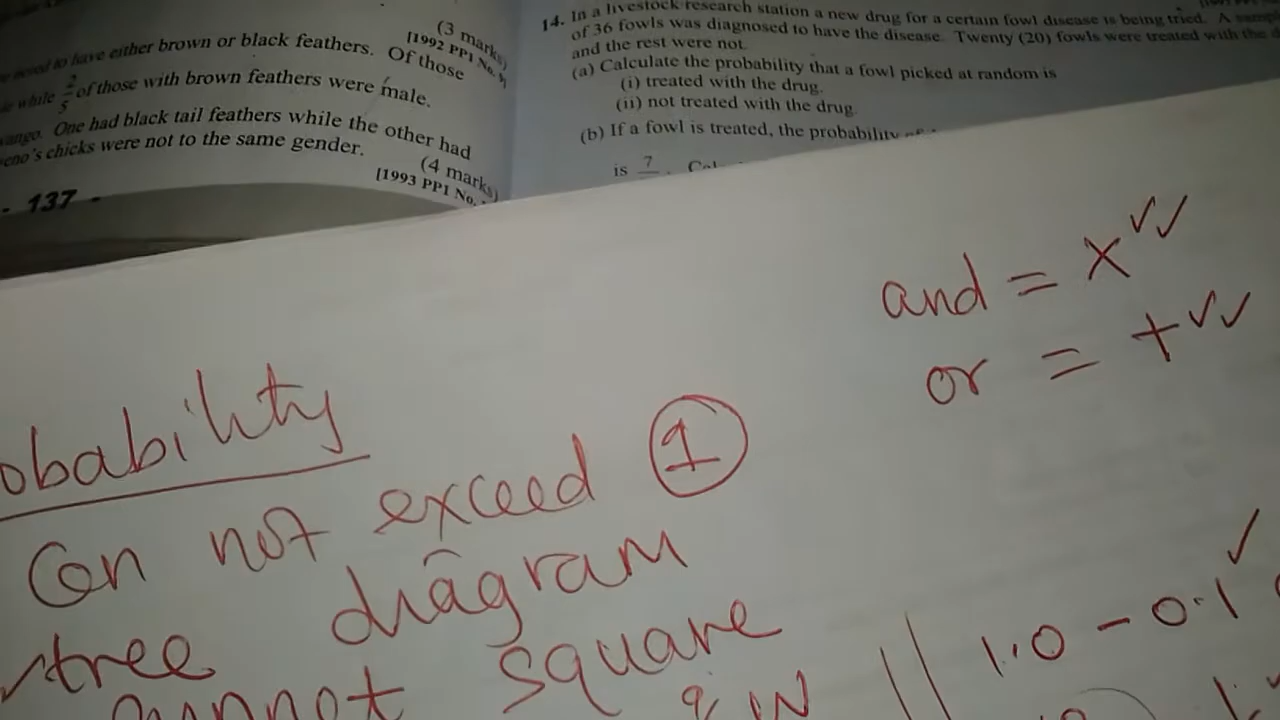 (3 marks)
[1992 PP1 No. 9]
to have either brown or black feathers. Of those
while 2/5 of those with brown feathers were male.
One had black tail feathers while the other had
chicks were not to the same gender.
(4 marks)
[1993 PP1 No.
- 137 -
14. In a livestock research station a new drug for a certain fowl disease is being tried. A
of 36 fowls was diagnosed to have the disease. Twenty (20) fowls were treated with the
and the rest were not.
(a) Calculate the probability that a fowl picked at random is
(i) treated with the drug.
(ii) not treated with the drug.
(b) If a fowl is treated, the probability
is 7
and = X ✓✓
or = + ✓✓
obability
Can not exceed 1
tree diagram
cannot square
1.0 - 0.1 ✓